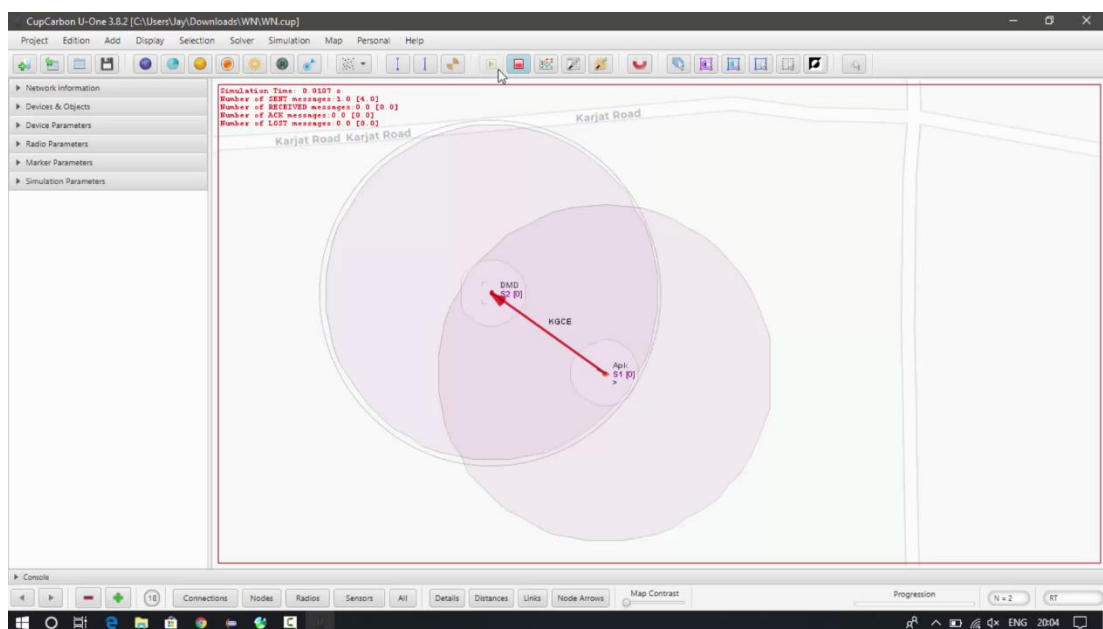 CupCarbon U-One 3.8.2 [C:\Users\Jay\Downloads\WN\WN.cup]
Project Edition Add Display Selection Solver Simulation Map Personal Help
Network Information
Devices & Objects
Device Parameters
Radio Parameters
Marker Parameters
Simulation Parameters
Simulation Time: 0.0107 s
Number of SENT messages:1.0 [4.0]
Number of RECEIVED messages:0.0 [0.0]
Number of ACK messages:0.0 [0.0]
Number of LOST messages:0.0 [0.0]
Karjat Road
Karjat Road Karjat Road
DMD
S2 [0]
KGCE
Apk
S1 [0]
>
Console
18 Connections Nodes Radios Sensors All Details Distances Links Node Arrows Map Contrast Progression N = 2 RT
ENG 20:04